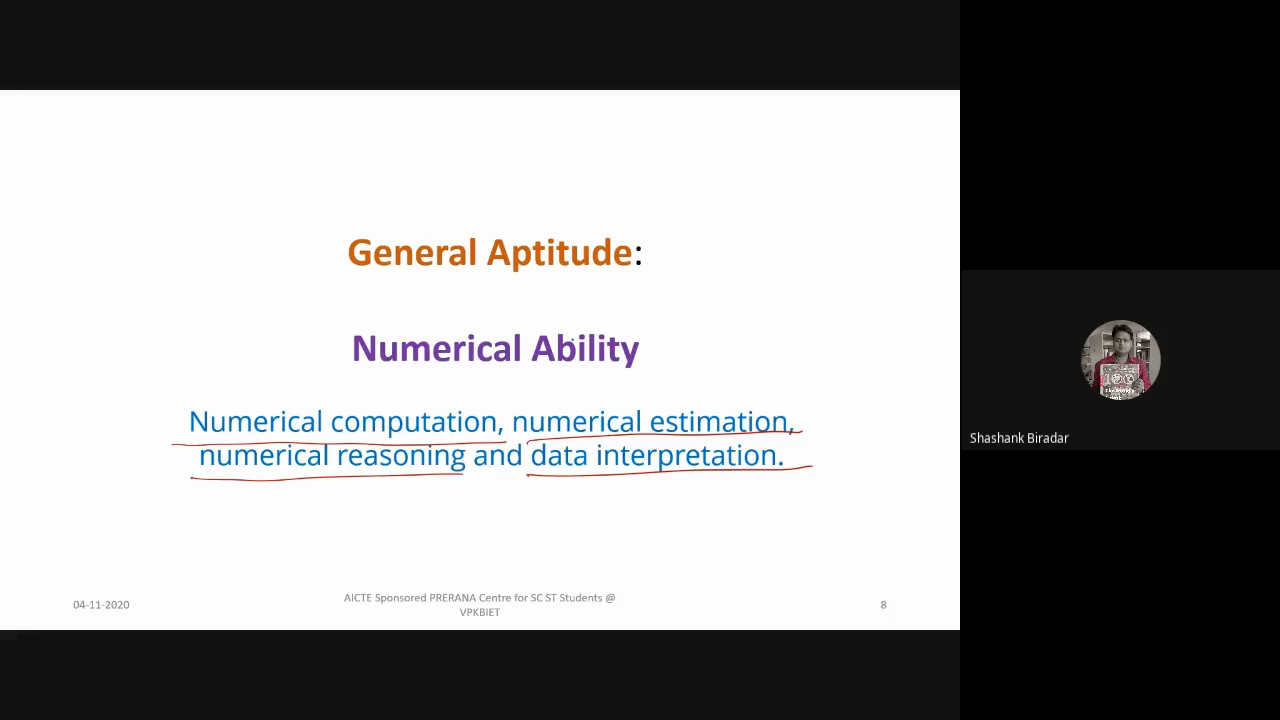 General Aptitude:
Numerical Ability
Numerical computation, numerical estimation,
numerical reasoning and data interpretation.
04-11-2020
AICTE Sponsored PRERANA Centre for SC ST Students @
VPKBIET
8
Shashank Biradar